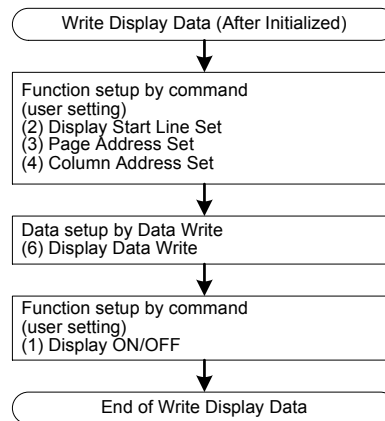 Write Display Data (After Initialized)
Function setup by command
(user setting)
(2) Display Start Line Set
(3) Page Address Set
(4) Column Address Set
Data setup by Data Write
(6) Display Data Write
Function setup by command
(user setting)
(1) Display ON/OFF
End of Write Display Data